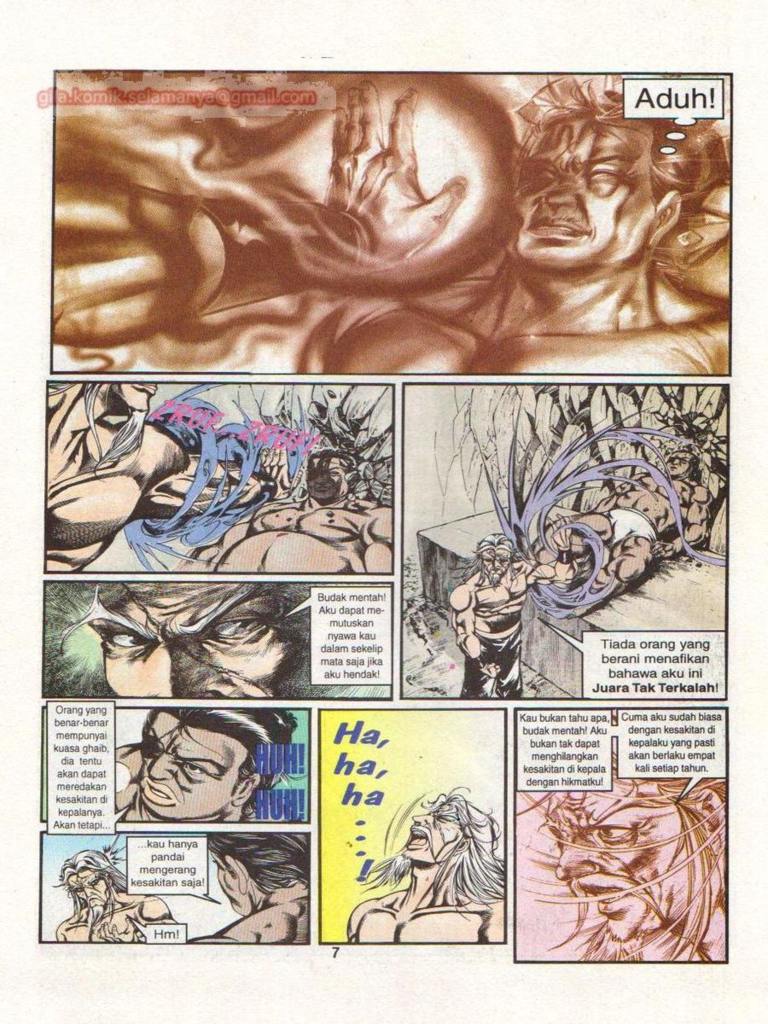 gila.komik.selamanya@gmail.com
Aduh!
ZRUK ZRUK!
Budak mentah!
Aku dapat me-
mutuskan
nyawa kau
dalam sekelip
mata saja jika
aku hendak!
Tiada orang yang
berani menafikan
bahawa aku ini
Juara Tak Terkalah!
Orang yang
benar-benar
mempunyai
kuasa ghaib,
dia tentu
akan dapat
meredakan
kesakitan di
kepalanya.
Akan tetapi...
HUH!
HUH!
...kau hanya
pandai
mengerang
kesakitan saja!
Hm!
Ha,
ha,
ha
...!
Kau bukan tahu apa,
budak mentah! Aku
bukan tak dapat
menghilangkan
kesakitan di kepala
dengan hikmatku!
Cuma aku sudah biasa
dengan kesakitan di
kepalaku yang pasti
akan berlaku empat
kali setiap tahun.
7